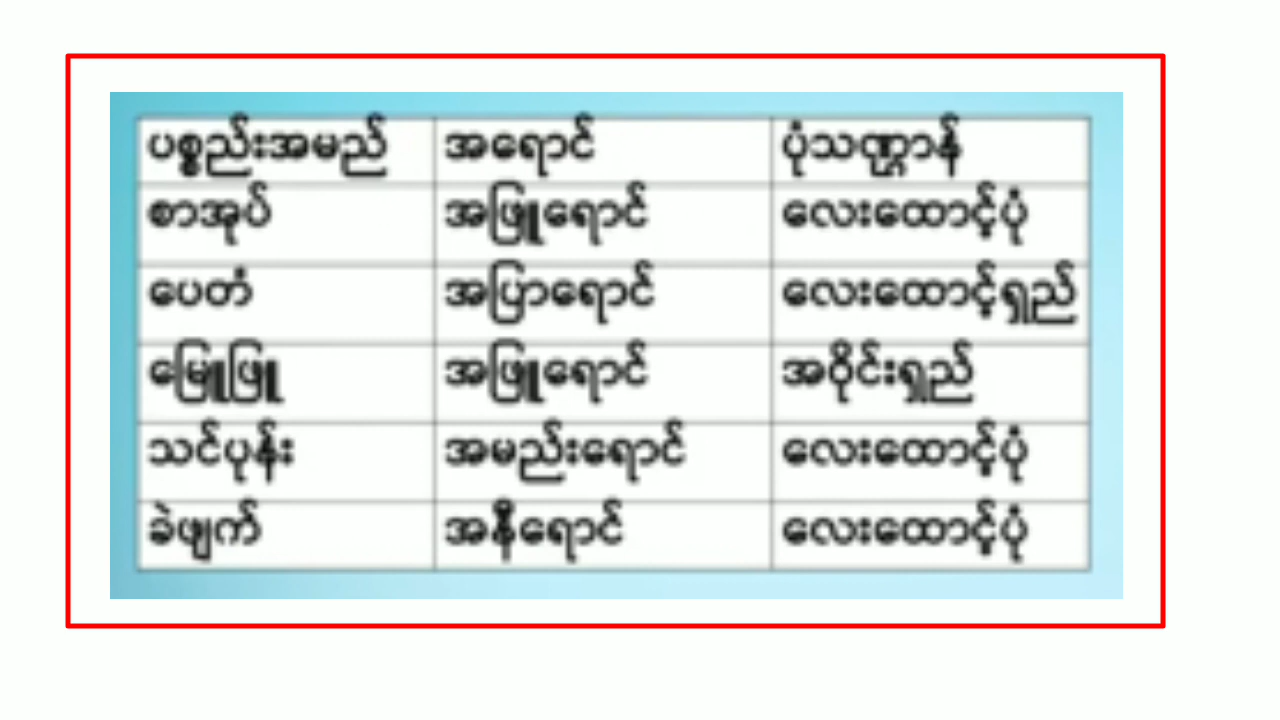 ပစ္စည်းအမည် အရောင် ပုံသဏ္ဌာန်
စာအုပ် အဖြူရောင် လေးထောင့်ပုံ
ပေတံ အပြာရောင် လေးထောင့်ရှည်
မြေဖြူ အဖြူရောင် အဝိုင်းရှည်
သင်ပုန်း အမည်းရောင် လေးထောင့်ပုံ
ခဲဖျက် အနီရောင် လေးထောင့်ပုံ